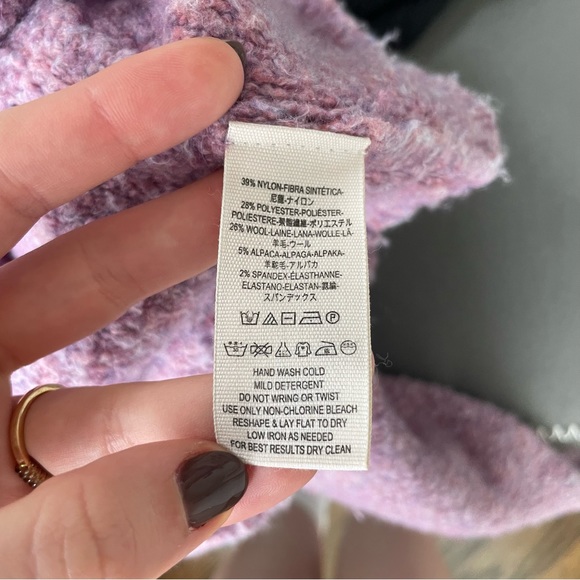 39% NYLON-FIBRA SINTÉTICA-
尼龍-ナイロン
28% POLYESTER-POLIÉSTER-
POLIESTERE-聚酯纖維-ポリエステル
26% WOOL-LAINE-LANA-WOLLE-LÃ-
羊毛-ウール
5% ALPACA-ALPAGA-ALPAKA-
羊駝毛-アルパカ
2% SPANDEX-ÉLASTHANNE-
ELASTANO-ELASTAN-氨綸-
スパンデックス
HAND WASH COLD
MILD DETERGENT
DO NOT WRING OR TWIST
USE ONLY NON-CHLORINE BLEACH
RESHAPE & LAY FLAT TO DRY
LOW IRON AS NEEDED
FOR BEST RESULTS DRY CLEAN